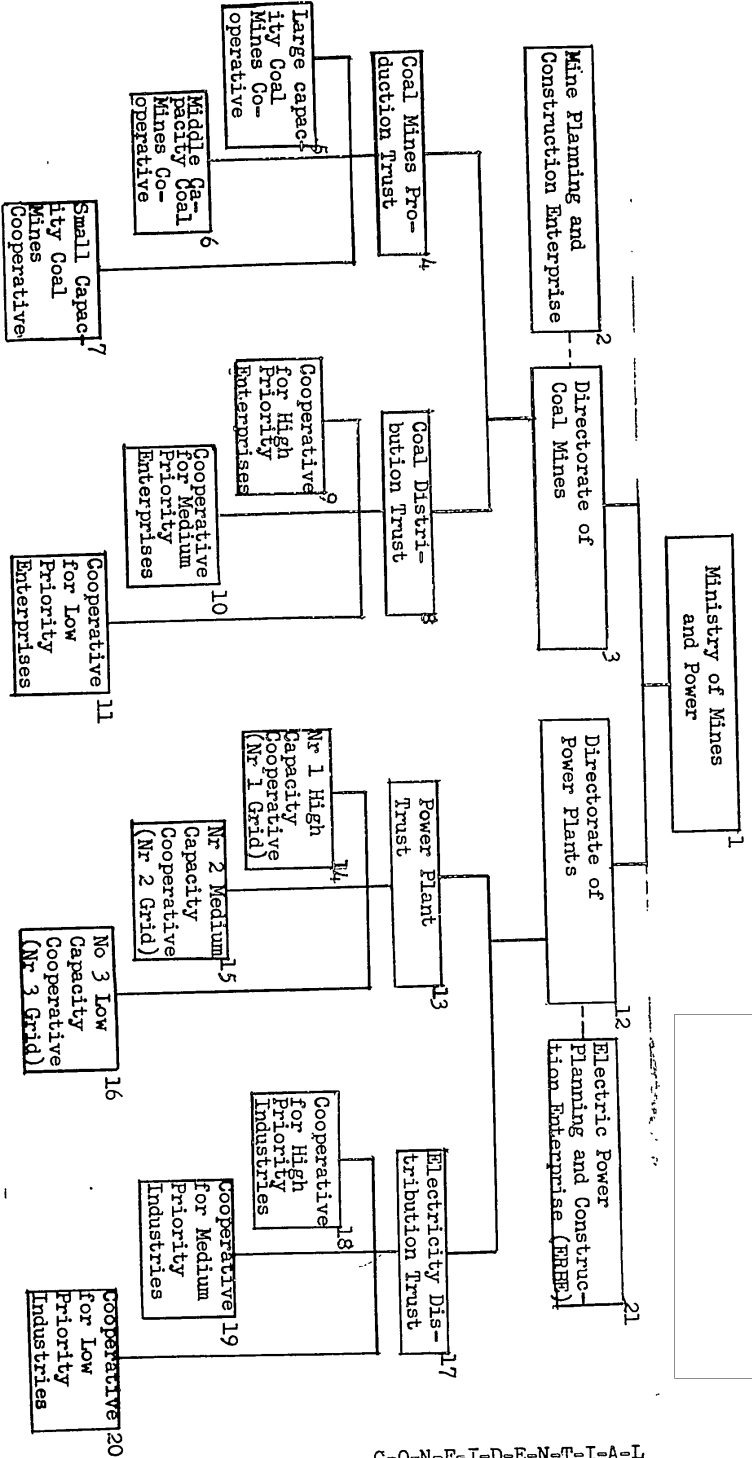 Ministry of Mines
and Power
1
Mine Planning and
Construction Enterprise
2
Directorate of
Coal Mines
3
Directorate of
Power Plants
12
Electric Power
Planning and Construc-
tion Enterprise (ERBE)
21
Coal Mines Pro-
duction Trust
4
Coal Distri-
bution Trust
8
Power Plant
Trust
13
Electricity Dis-
tribution Trust
17
Large capac-
ity Coal
Mines Co-
operative
5
Middle Ca-
pacity Coal
Mines Co-
operative
6
Small Capac-
ity Coal
Mines
Cooperative
7
Cooperative
for High
Priority
Enterprises
9
Cooperative
for Medium
Priority
Enterprises
10
Cooperative
for Low
Priority
Enterprises
11
Nr 1 High
Capacity
Cooperative
(Nr 1 Grid)
14
Nr 2 Medium
Capacity
Cooperative
(Nr 2 Grid)
15
No 3 Low
Capacity
Cooperative
(Nr 3 Grid)
16
Cooperative
for High
Priority
Industries
18
Cooperative
for Medium
Priority
Industries
19
Cooperative
for Low
Priority
Industries
20
C-O-N-F-I-D-E-N-T-I-A-L